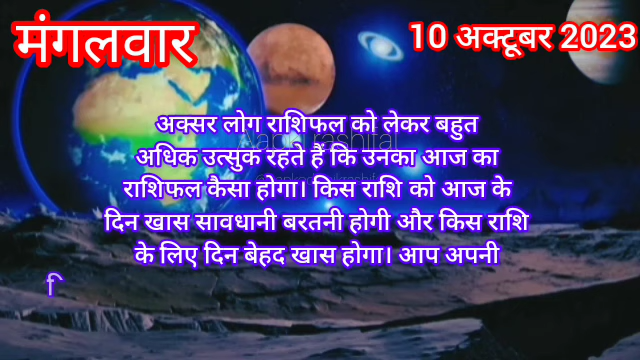 मंगलवार
10 अक्टूबर 2023
अक्सर लोग राशिफल को लेकर बहुत
अधिक उत्सुक रहते हैं कि उनका आज का
राशिफल कैसा होगा। किस राशि को आज के
दिन खास सावधानी बरतनी होगी और किस राशि
के लिए दिन बेहद खास होगा। आप अपनी